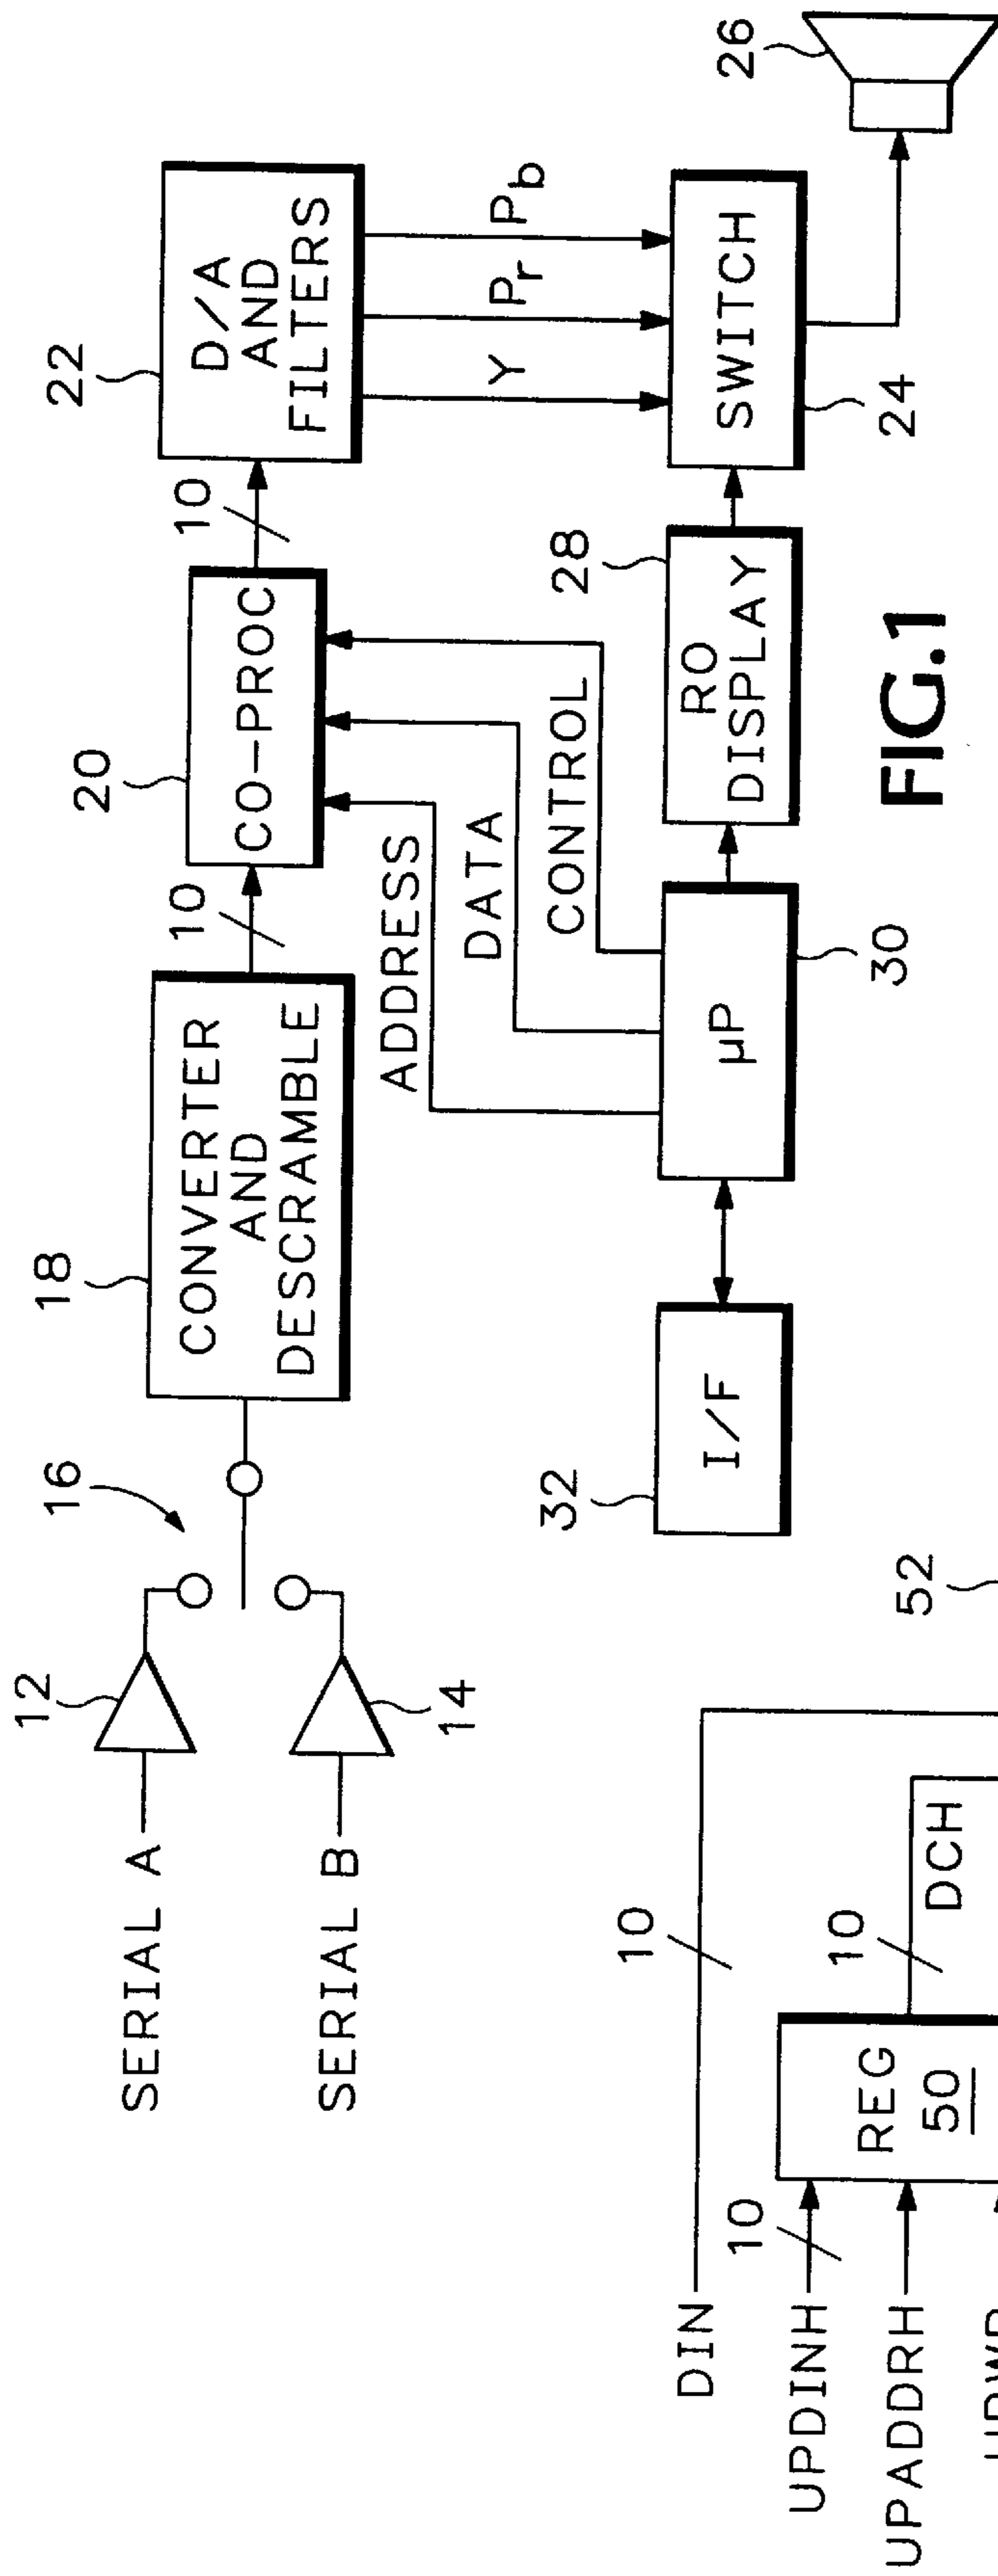 12
SERIAL A
16
14
SERIAL B
18
CONVERTER
AND
DESCRAMBLE
10
20
CO-PROC
10
22
D/A
AND
FILTERS
ADDRESS
DATA
CONTROL
Y
Pr
Pb
32
I/F
µP
30
28
RO
DISPLAY
SWITCH
24
26
FIG.1
52
DIN
10
UPDINH
10
UPADDRH
REG
50
10
DCH